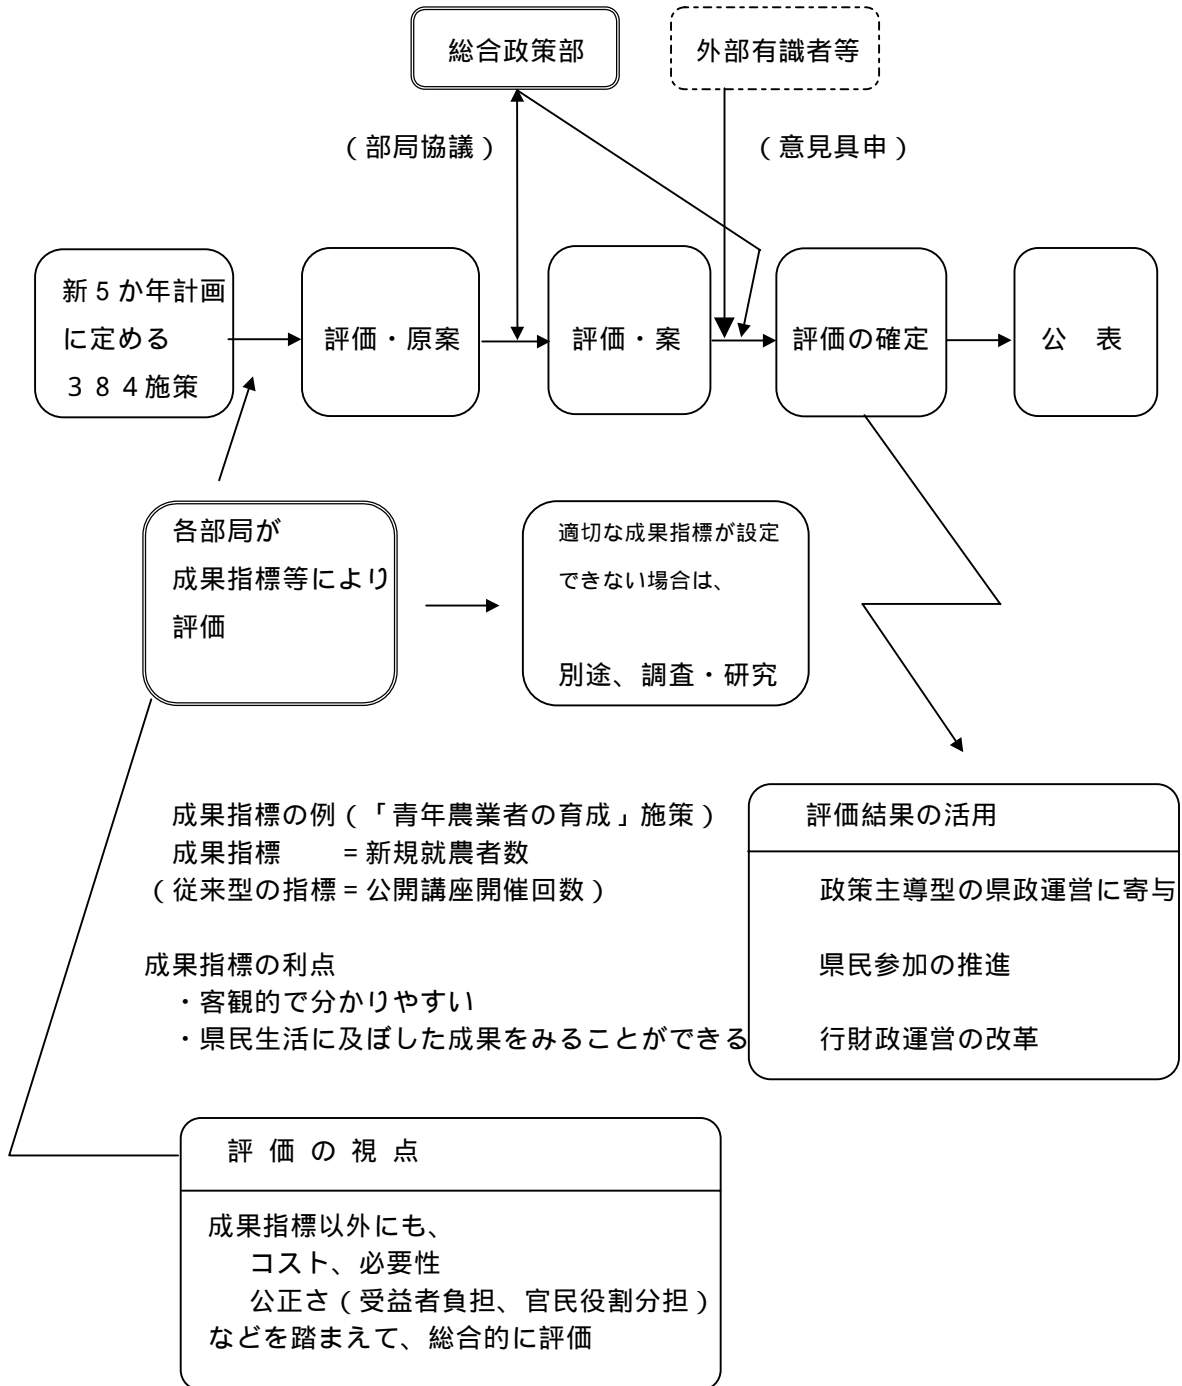 総合政策部
外部有識者等
（部局協議）
（意見具申）
新５か年計画
に定める
３８４施策
評価・原案
評価・案
評価の確定
公　表
各部局が
成果指標等により
評価
適切な成果指標が設定
できない場合は、
別途、調査・研究
成果指標の例（「青年農業者の育成」施策）
成果指標　　＝新規就農者数
（従来型の指標＝公開講座開催回数）
成果指標の利点
・客観的で分かりやすい
・県民生活に及ぼした成果をみることができる
評価結果の活用
政策主導型の県政運営に寄与
県民参加の推進
行財政運営の改革
評 価 の 視 点
成果指標以外にも、
コスト、必要性
公正さ（受益者負担、官民役割分担）
などを踏まえて、総合的に評価